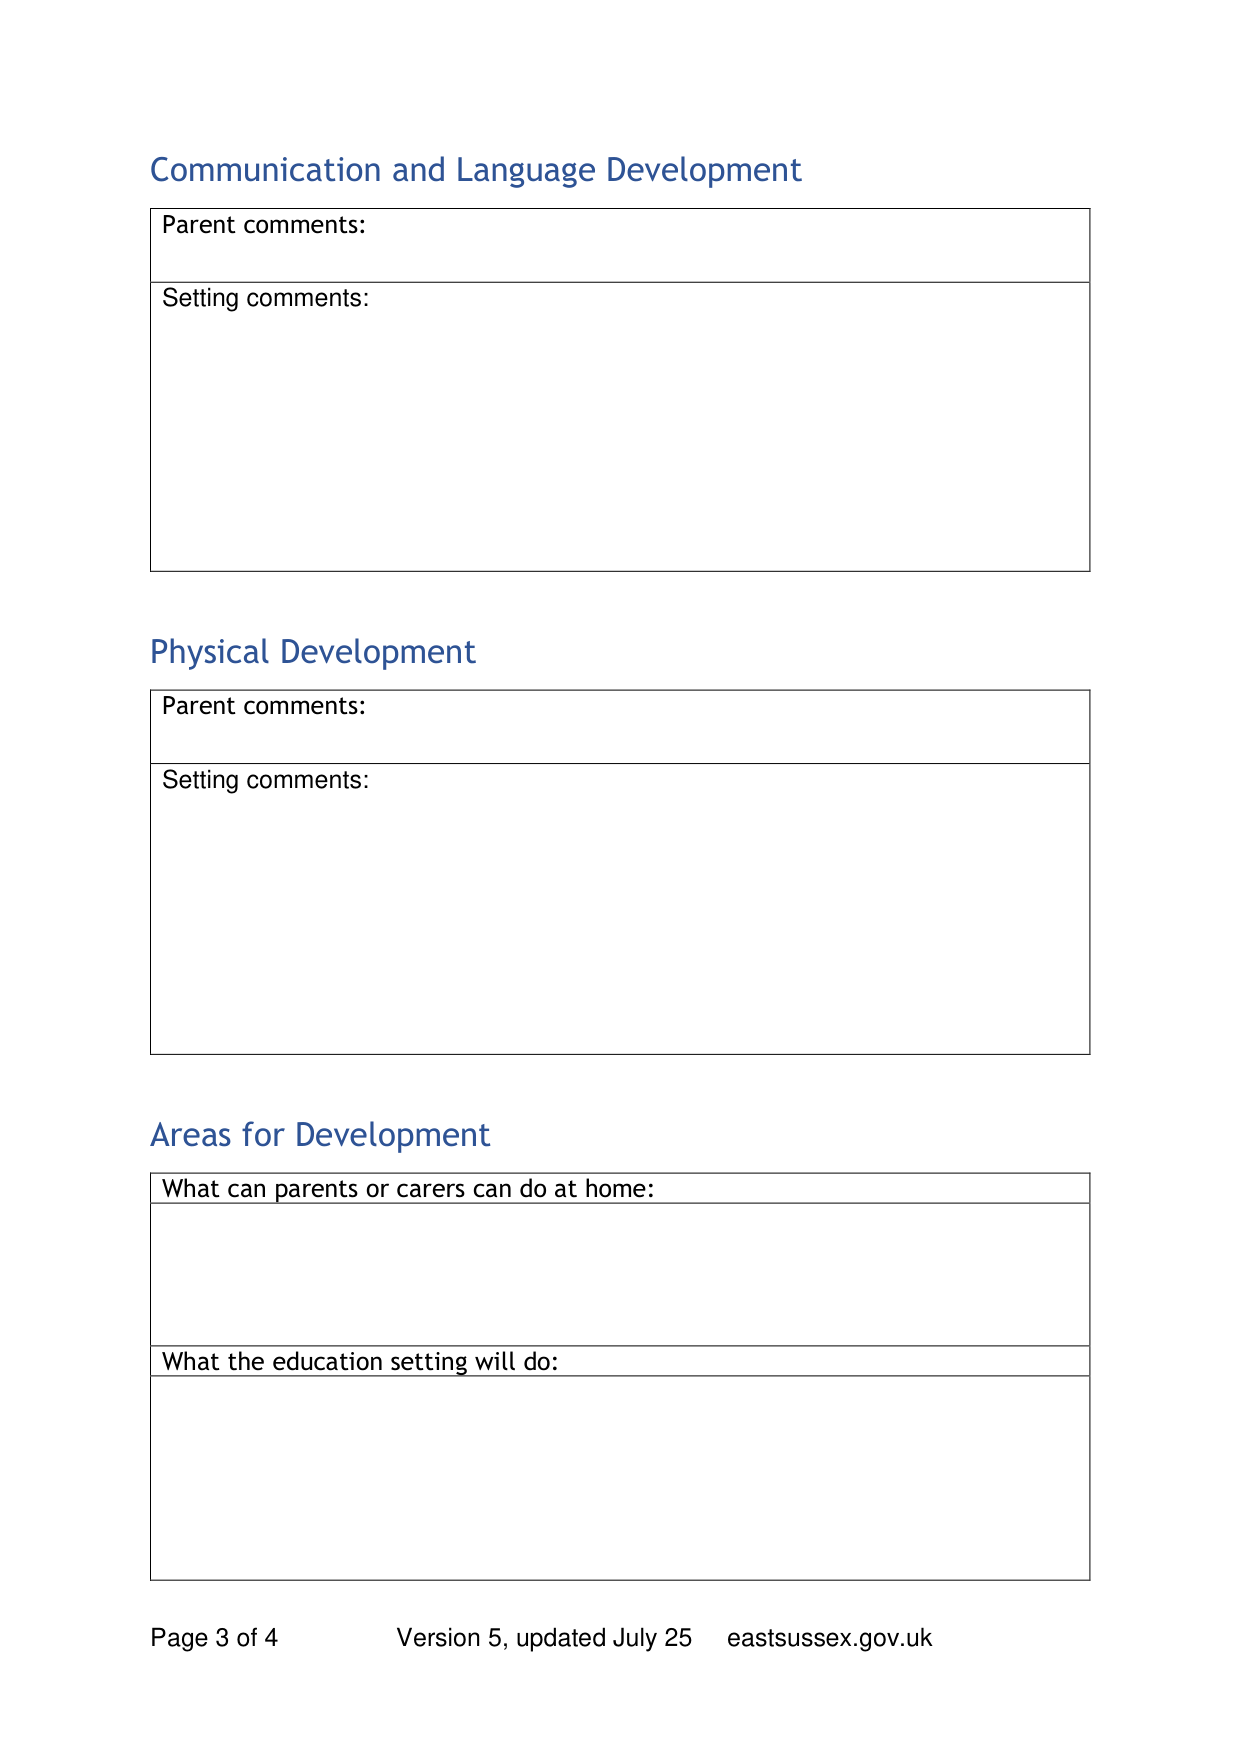 Communication and Language Development
Parent comments:
Setting comments:
Physical Development
Parent comments:
Setting comments:
Areas for Development
What can parents or carers can do at home:
What the education setting will do:
Page 3 of 4 Version 5, updated July 25 eastsussex.gov.uk